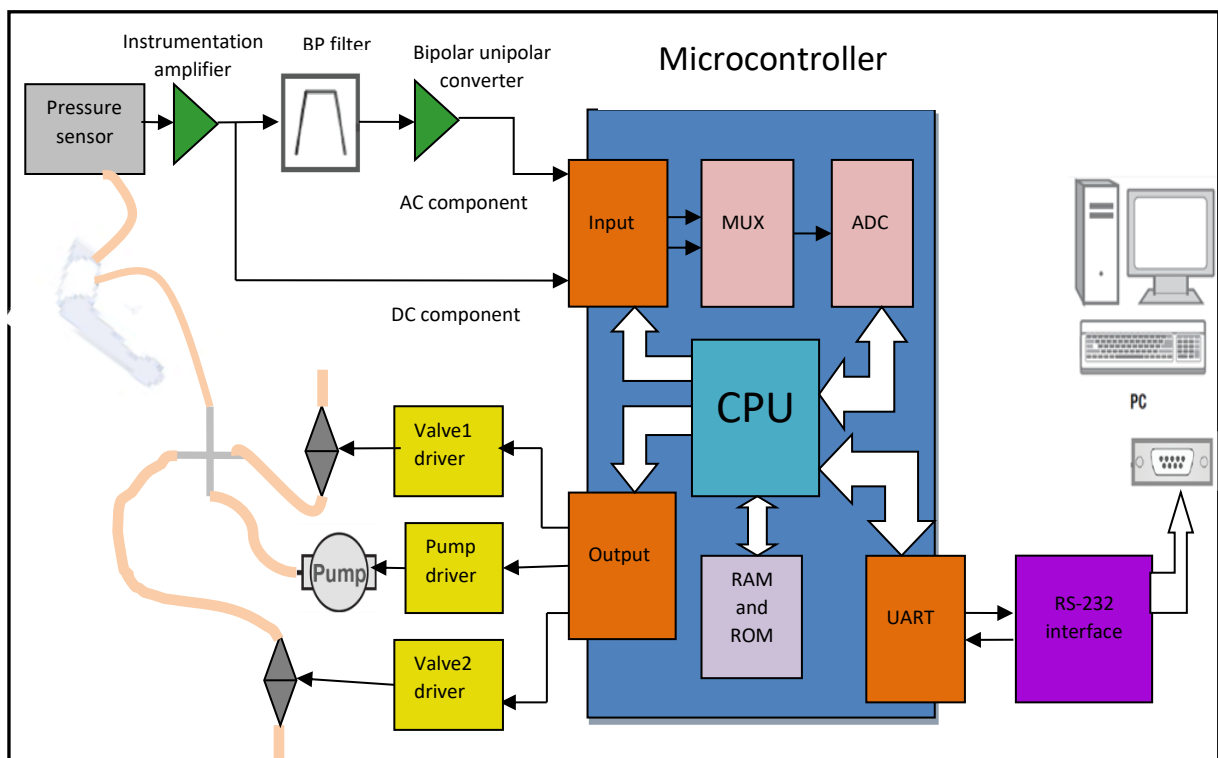 Instrumentation
amplifier
BP filter
Bipolar unipolar
converter
Microcontroller
Pressure
sensor
AC component
Input
MUX
ADC
DC component
CPU
PC
Valve1
driver
Output
Pump
Pump
driver
RAM
and
ROM
UART
RS-232
interface
Valve2
driver